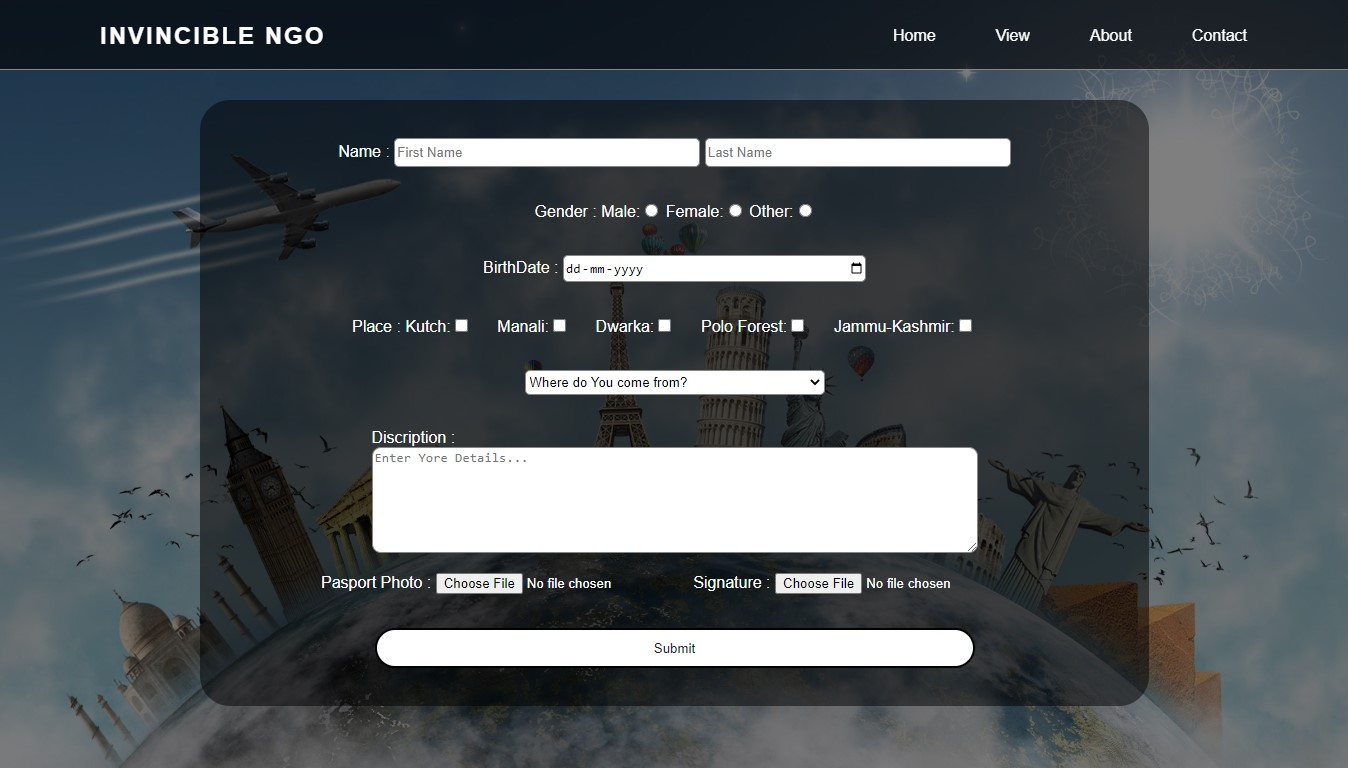 INVINCIBLE NGO Home View About Contact
Name : First Name Last Name
Gender : Male: Female: Other:
BirthDate : dd-mm-yyyy
Place : Kutch: Manali: Dwarka: Polo Forest: Jammu-Kashmir:
Where do You come from?
Discription :
Enter Yore Details...
Pasport Photo : Choose File No file chosen Signature : Choose File No file chosen
Submit